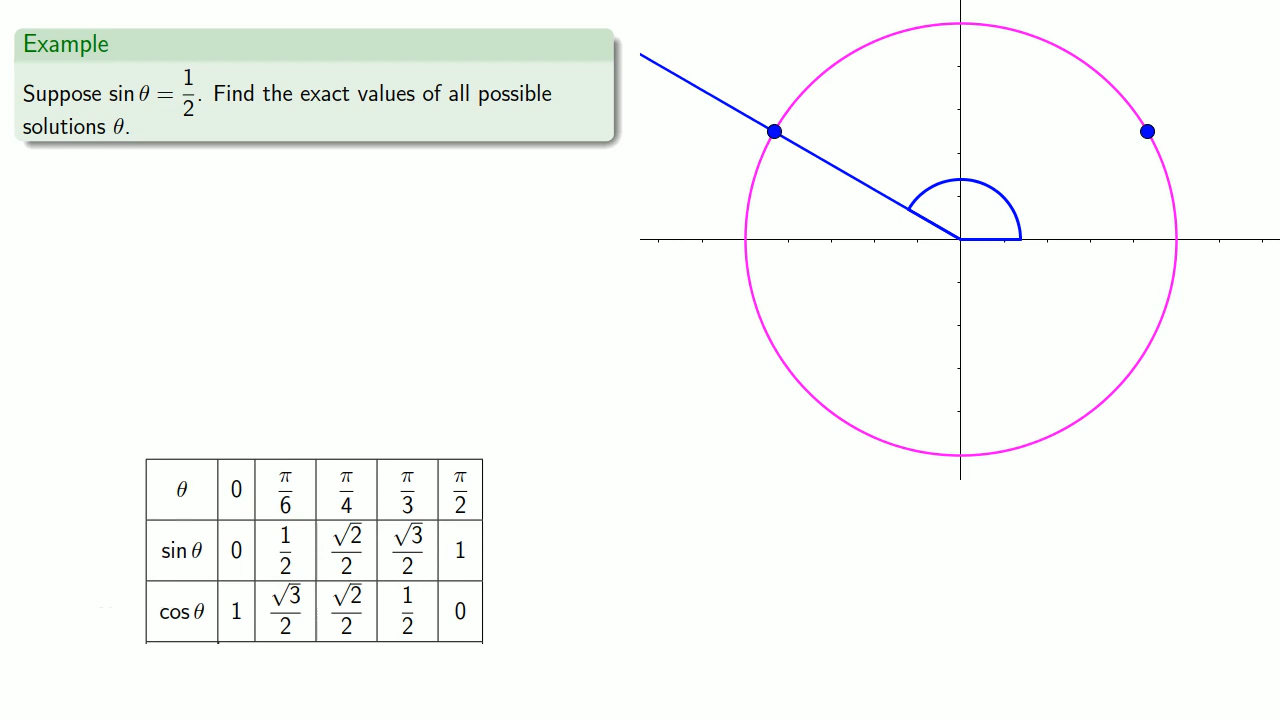 Example
Suppose sin θ = 1/2. Find the exact values of all possible
solutions θ.
θ 0 π/6 π/4 π/3 π/2
sin θ 0 1/2 √2/2 √3/2 1
cos θ 1 √3/2 √2/2 1/2 0